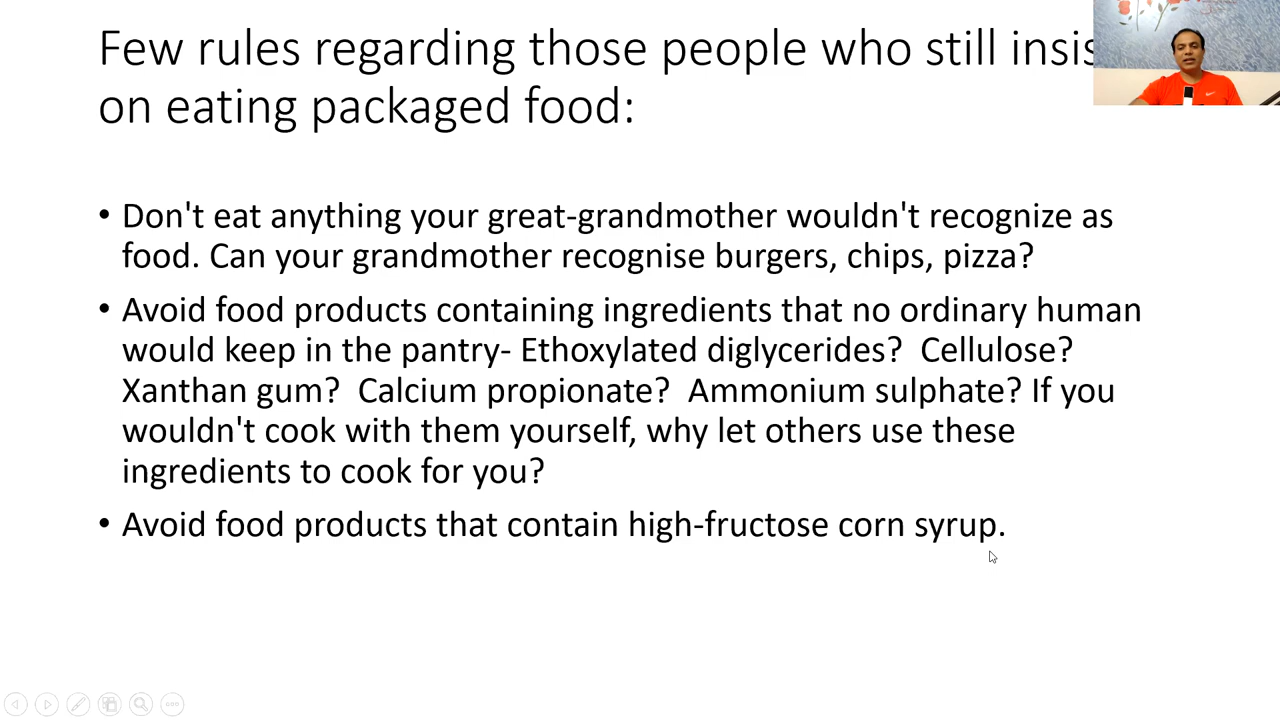 Few rules regarding those people who still insis
on eating packaged food:
• Don't eat anything your great-grandmother wouldn't recognize as
food. Can your grandmother recognise burgers, chips, pizza?
• Avoid food products containing ingredients that no ordinary human
would keep in the pantry- Ethoxylated diglycerides?  Cellulose?
Xanthan gum?  Calcium propionate?  Ammonium sulphate? If you
wouldn't cook with them yourself, why let others use these
ingredients to cook for you?
• Avoid food products that contain high-fructose corn syrup.